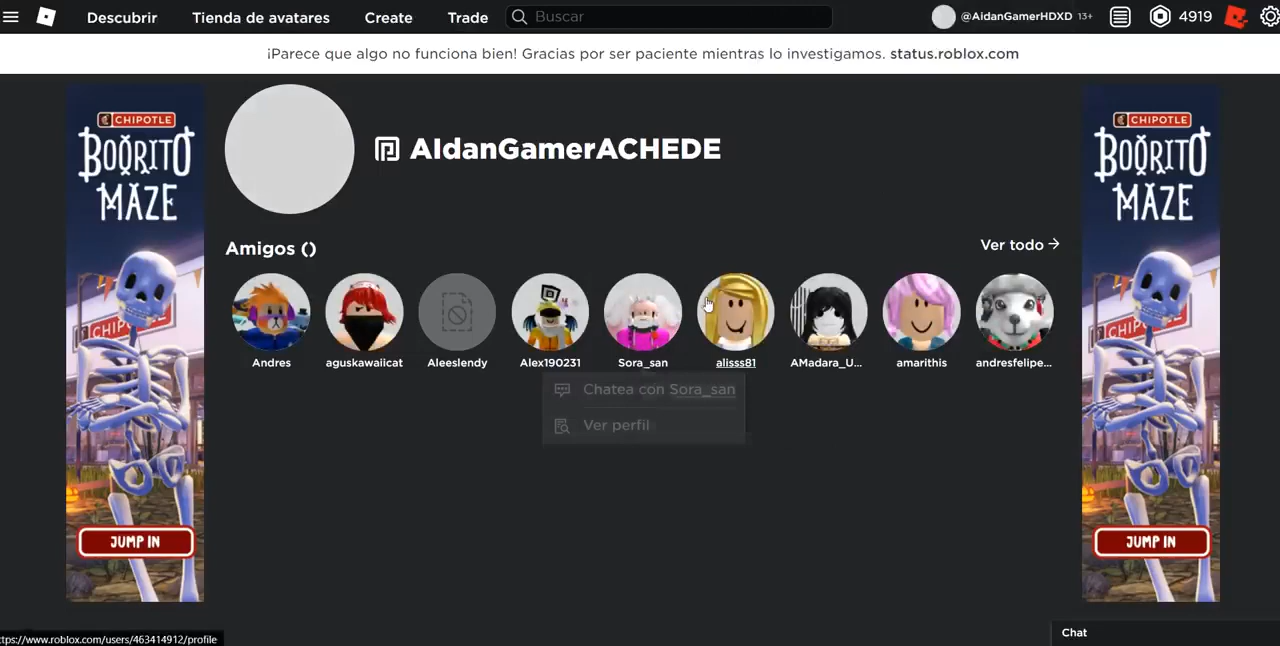 Descubrir Tienda de avatares Create Trade Buscar @AidanGamerHDXD 13+ 4919
¡Parece que algo no funciona bien! Gracias por ser paciente mientras lo investigamos. status.roblox.com
CHIPOTLE
BOORITO
MAZE
CHIPOTLE
JUMP IN
AIdanGamerACHEDE
Amigos ()
Ver todo →
Andres aguskawaiicat Aleeslendy Alex190231 Sora_san alisss81 AMadara_U... amarithis andresfelipe...
Chatea con Sora_san
Ver perfil
CHIPOTLE
BOORITO
MAZE
CHIPOTLE
JUMP IN
Chat
ttps://www.roblox.com/users/463414912/profile